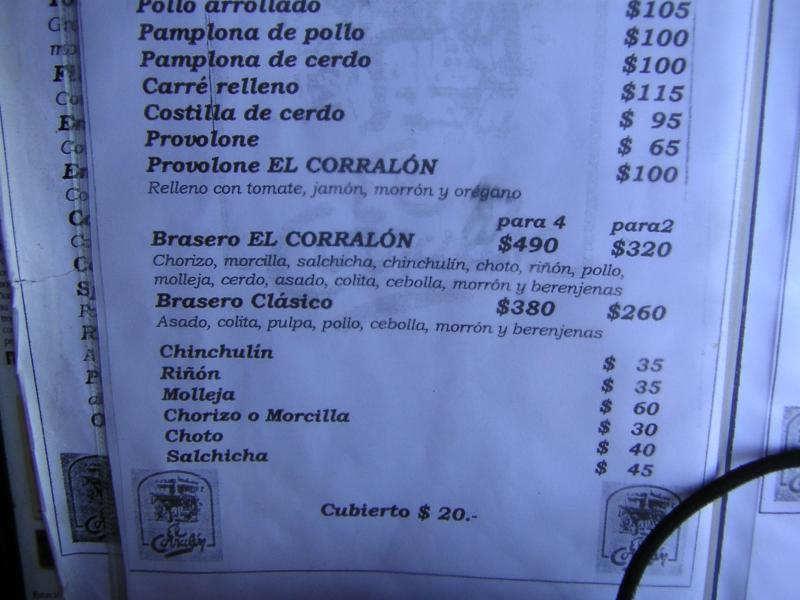 Pollo arrollado $105
Pamplona de pollo $100
Pamplona de cerdo $100
Carré relleno $115
Costilla de cerdo $ 95
Provolone $ 65
Provolone EL CORRALÓN $100
Relleno con tomate, jamón, morrón y orégano
para 4 para2
Brasero EL CORRALÓN $490 $320
Chorizo, morcilla, salchicha, chinchulín, choto, riñón, pollo,
molleja, cerdo, asado, colita, cebolla, morrón y berenjenas
Brasero Clásico $380 $260
Asado, colita, pulpa, pollo, cebolla, morrón y berenjenas
Chinchulín $ 35
Riñón $ 35
Molleja $ 60
Chorizo o Morcilla $ 30
Choto $ 40
Salchicha $ 45
Cubierto $ 20.-
El Corralón